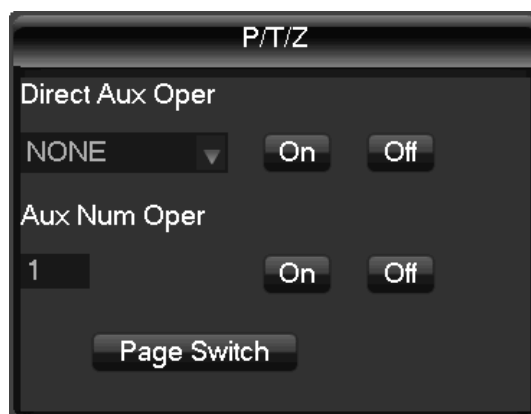 P/T/Z
Direct Aux Oper
NONE On Off
Aux Num Oper
1 On Off
Page Switch